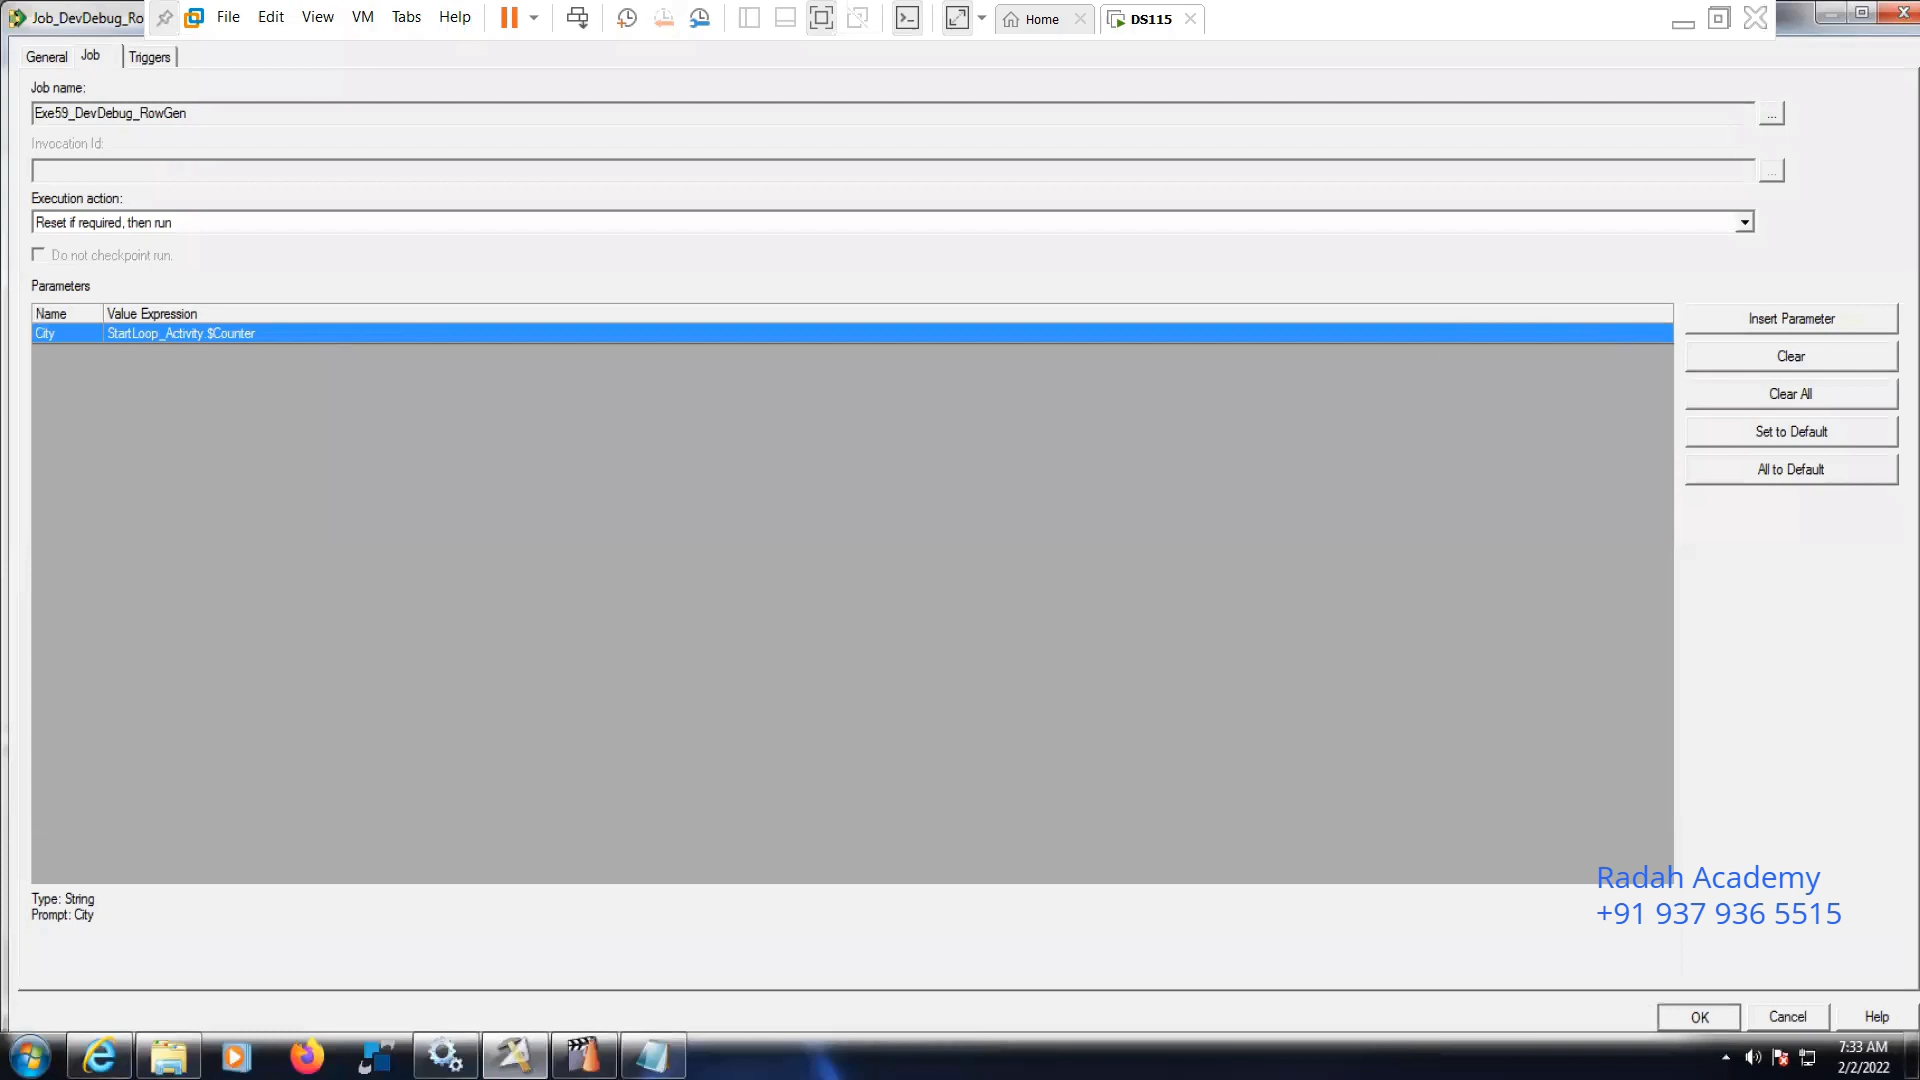 Job_DevDebug_Ro
File Edit View VM Tabs Help
Home
DS115
General
Job
Triggers
Job name:
Exe59_DevDebug_RowGen
...
Invocation Id:
...
Execution action:
Reset if required, then run
Do not checkpoint run.
Parameters
Name Value Expression
City StartLoop_Activity.$Counter
Insert Parameter
Clear
Clear All
Set to Default
All to Default
Radah Academy
+91 937 936 5515
Type: String
Prompt: City
OK
Cancel
Help
7:33 AM
2/2/2022